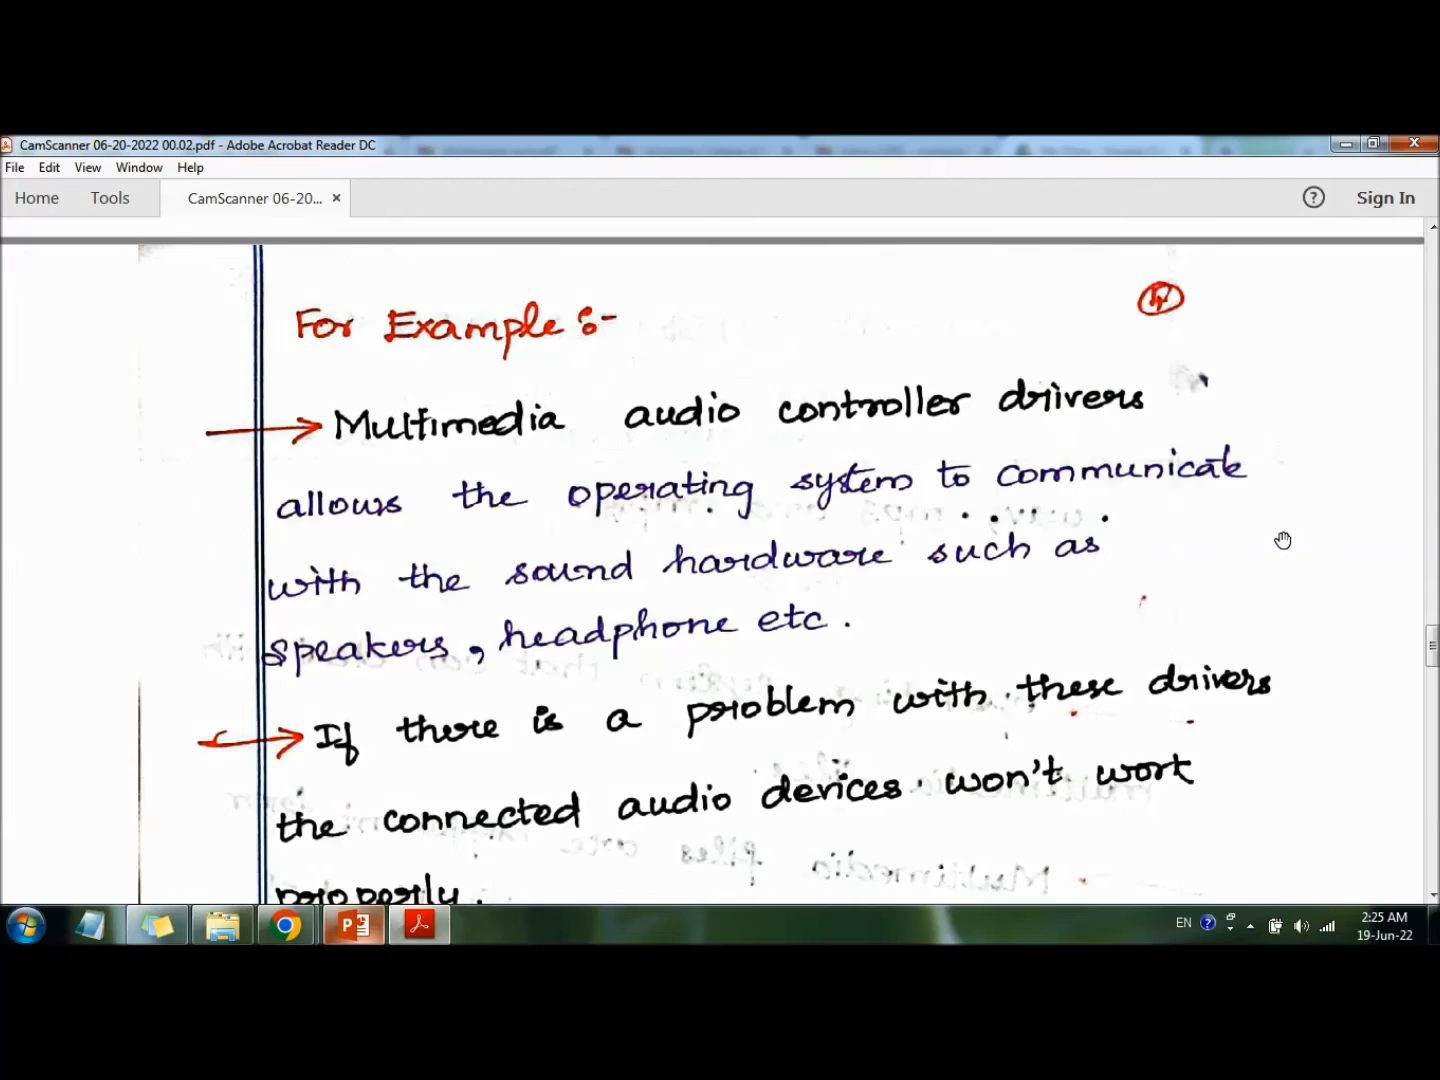 CamScanner 06-20-2022 00.02.pdf - Adobe Acrobat Reader DC
File Edit View Window Help
Home Tools CamScanner 06-20... × ? Sign In
For Example :-
Multimedia audio controller drivers
allows the operating system to communicate
with the sound hardware such as
speakers, headphone etc.
If there is a problem with these drivers
the connected audio devices won't work
properly.
EN 2:25 AM
19-Jun-22